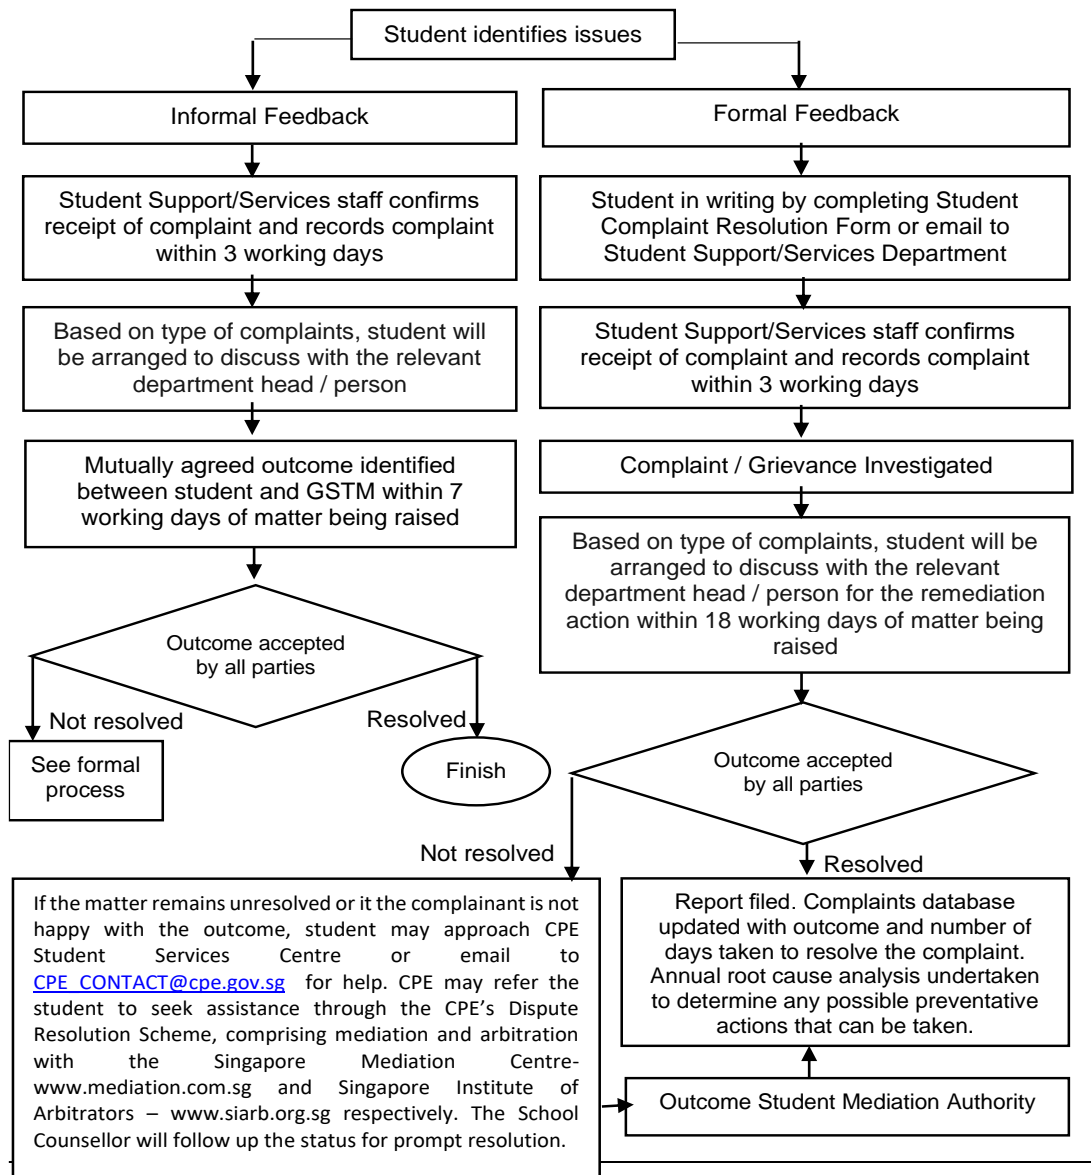 Student identifies issues
Informal Feedback
Student Support/Services staff confirms
receipt of complaint and records complaint
within 3 working days
Based on type of complaints, student will
be arranged to discuss with the relevant
department head / person
Mutually agreed outcome identified
between student and GSTM within 7
working days of matter being raised
Outcome accepted
by all parties
Not resolved
Resolved
See formal
process
Finish
Formal Feedback
Student in writing by completing Student
Complaint Resolution Form or email to
Student Support/Services Department
Student Support/Services staff confirms
receipt of complaint and records complaint
within 3 working days
Complaint / Grievance Investigated
Based on type of complaints, student will be
arranged to discuss with the relevant
department head / person for the remediation
action within 18 working days of matter being
raised
Outcome accepted
by all parties
Not resolved
Resolved
If the matter remains unresolved or it the complainant is not
happy with the outcome, student may approach CPE
Student Services Centre or email to
CPE_CONTACT@cpe.gov.sg for help. CPE may refer the
student to seek assistance through the CPE's Dispute
Resolution Scheme, comprising mediation and arbitration
with the Singapore Mediation Centre-
www.mediation.com.sg and Singapore Institute of
Arbitrators – www.siarb.org.sg respectively. The School
Counsellor will follow up the status for prompt resolution.
Report filed. Complaints database
updated with outcome and number of
days taken to resolve the complaint.
Annual root cause analysis undertaken
to determine any possible preventative
actions that can be taken.
Outcome Student Mediation Authority